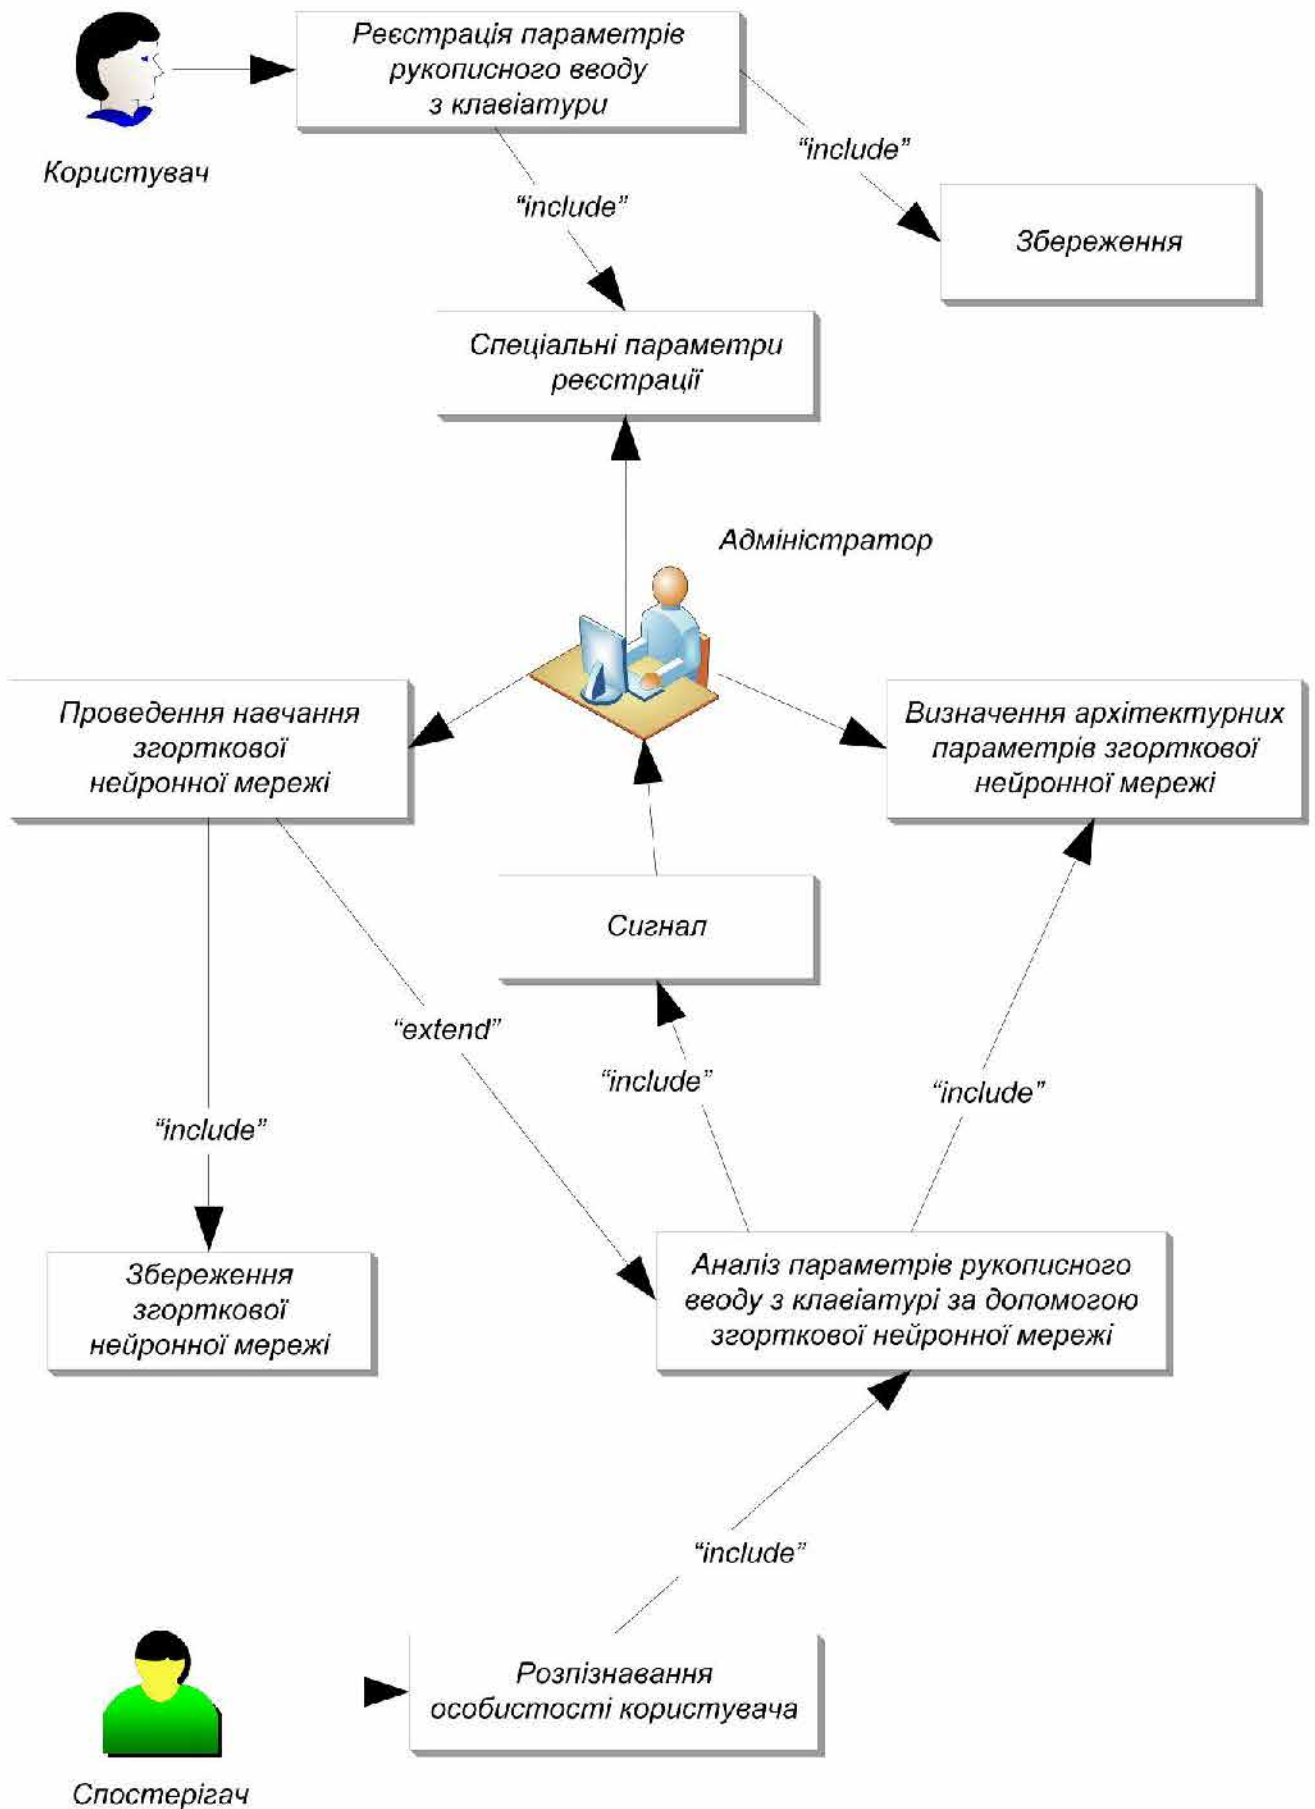 Реєстрація параметрів
рукописного вводу
з клавіатури
Користувач
“include”
“include”
Збереження
Спеціальні параметри
реєстрації
Адміністратор
Проведення навчання
згорткової
нейронної мережі
Визначення архітектурних
параметрів згорткової
нейронної мережі
Сигнал
“extend”
“include”
“include”
“include”
Збереження
згорткової
нейронної мережі
Аналіз параметрів рукописного
вводу з клавіатурі за допомогою
згорткової нейронної мережі
“include”
Розпізнавання
особистості користувача
Спостерігач